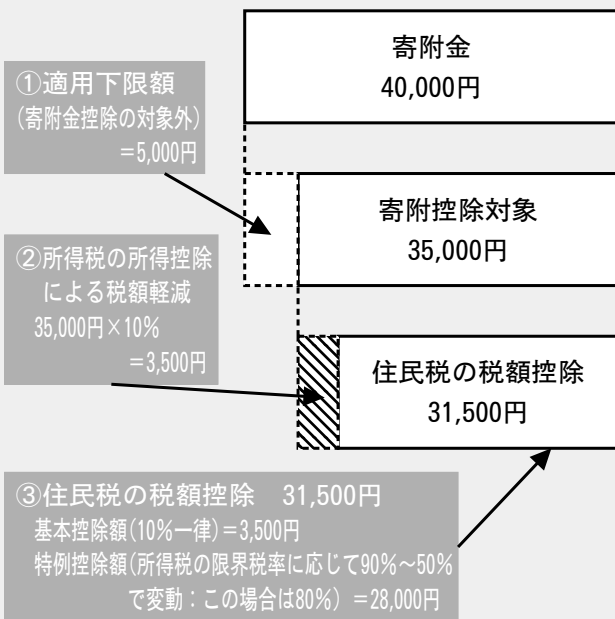 寄附金
40,000円
①適用下限額
(寄附金控除の対象外)
=5,000円
寄附控除対象
35,000円
②所得税の所得控除
による税額軽減
35,000円×10%
=3,500円
住民税の税額控除
31,500円
③住民税の税額控除　31,500円
基本控除額(10%一律)=3,500円
特例控除額(所得税の限界税率に応じて90%~50%
で変動：この場合は80%）=28,000円